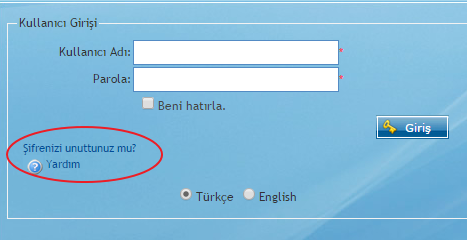 Kullanıcı Girişi
Kullanıcı Adı: *
Parola: *
Beni hatırla.
Giriş
Şifrenizi unuttunuz mu?
? Yardım
Türkçe English